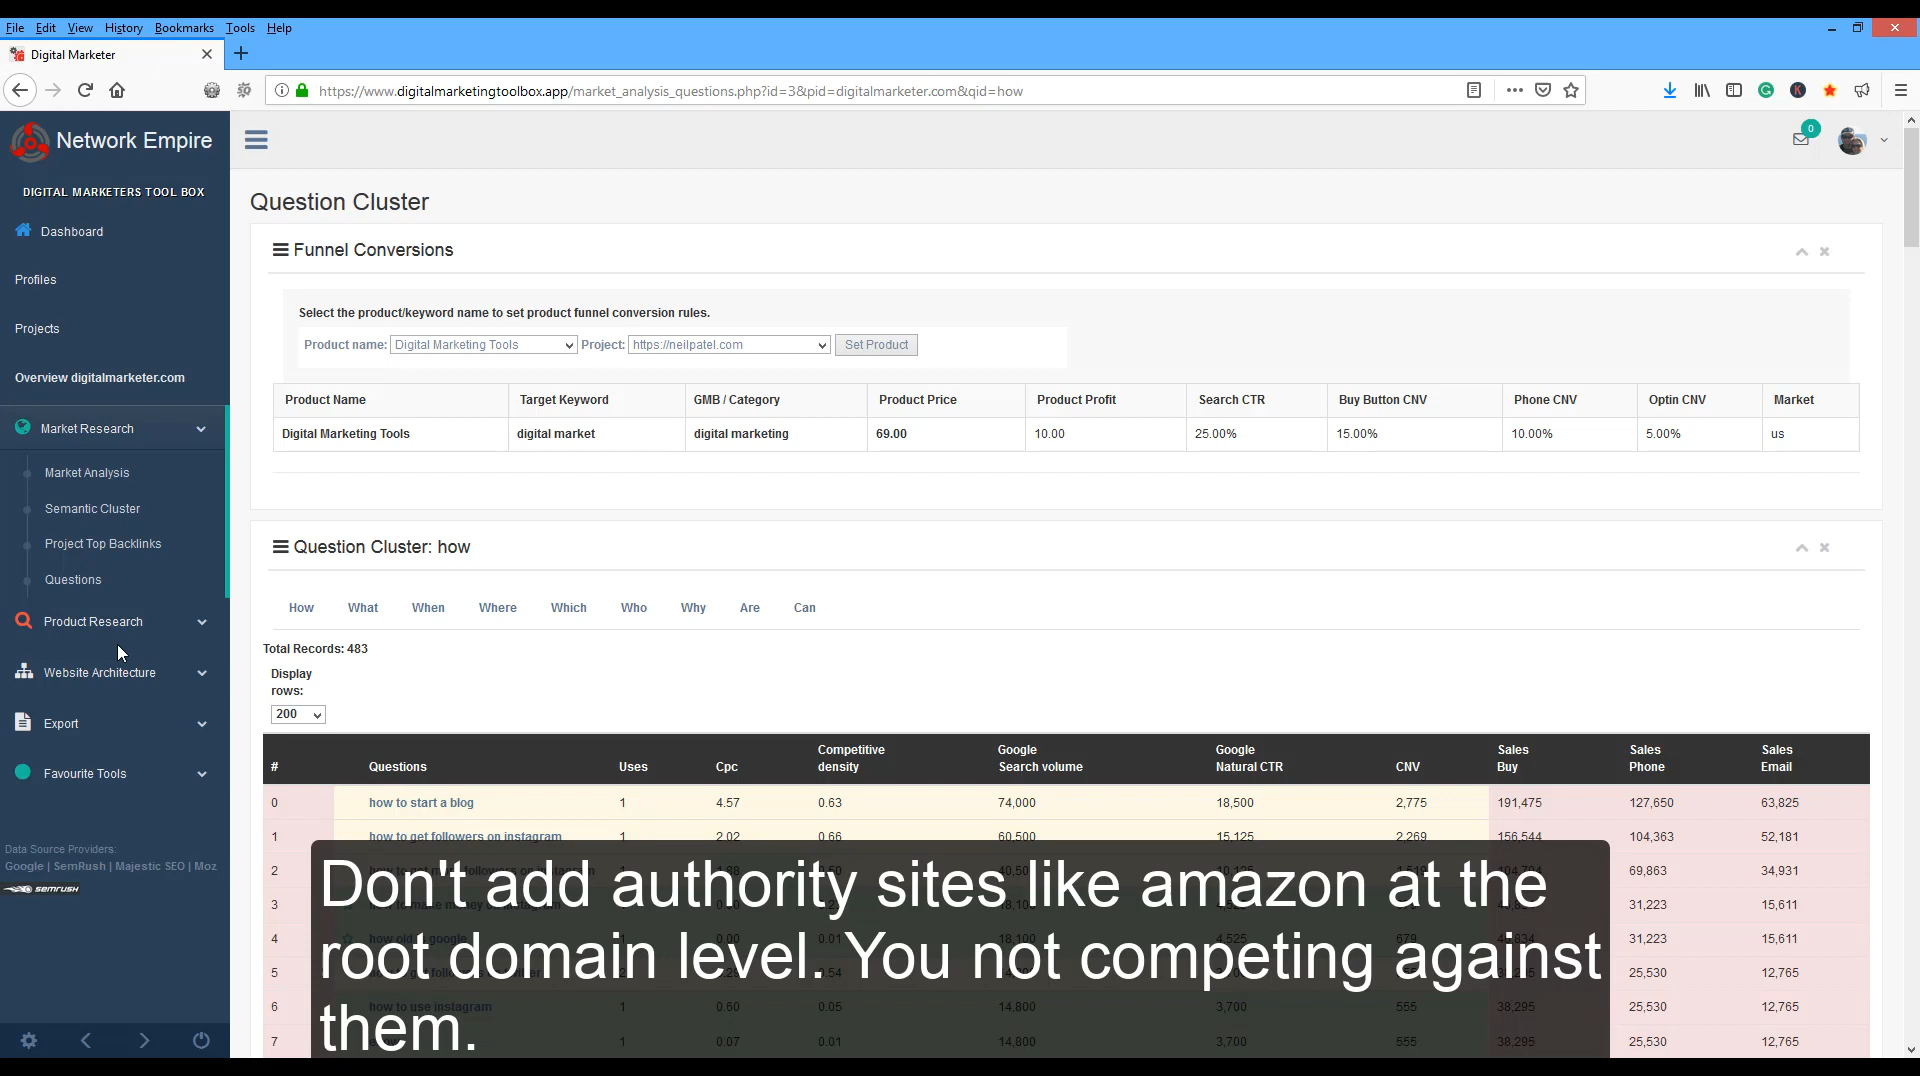 File Edit View History Bookmarks Tools Help
Digital Marketer
https://www.digitalmarketingtoolbox.app/market_analysis_questions.php?id=3&pid=digitalmarketer.com&qid=how
Network Empire
0
DIGITAL MARKETERS TOOL BOX
Dashboard
Profiles
Projects
Overview digitalmarketer.com
Market Research
Market Analysis
Semantic Cluster
Project Top Backlinks
Questions
Product Research
Website Architecture
Export
Favourite Tools
Data Source Providers:
Google | SemRush | Majestic SEO | Moz
SEMRUSH
Question Cluster
Funnel Conversions
Select the product/keyword name to set product funnel conversion rules.
Product name: Digital Marketing Tools Project: https://neilpatel.com Set Product
Product Name Target Keyword GMB / Category Product Price Product Profit Search CTR Buy Button CNV Phone CNV Optin CNV Market
Digital Marketing Tools digital market digital marketing 69.00 10.00 25.00% 15.00% 10.00% 5.00% us
Question Cluster: how
How What When Where Which Who Why Are Can
Total Records: 483
Display
rows:
200
# Questions Uses Cpc Competitive density Google Search volume Google Natural CTR CNV Sales Buy Sales Phone Sales Email
0 how to start a blog 1 4.57 0.63 74,000 18,500 2,775 191,475 127,650 63,825
1 how to get followers on instagram 1 2.02 0.66 60,500 15,125 2,269 156,544 104,363 52,181
2 69,863 34,931
3 31,223 15,611
4 0.01 18,100 4,525 679 31,223 15,611
5 25,530 12,765
6 how to use instagram 1 0.60 0.05 14,800 3,700 555 38,295 25,530 12,765
7 1 0.07 0.01 14,800 3,700 555 38,295 25,530 12,765
Don't add authority sites like amazon at the
root domain level. You not competing against
them.